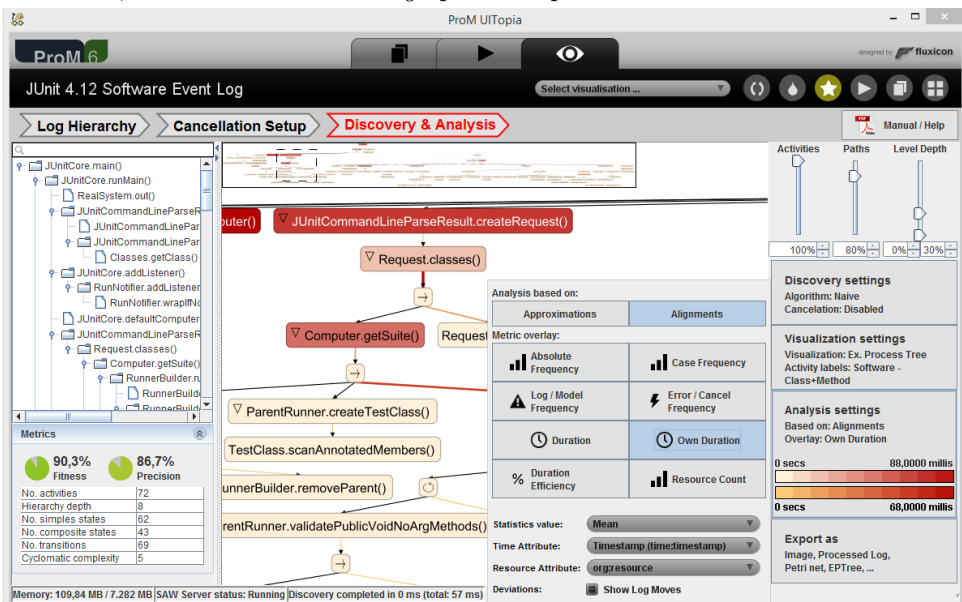 ProM UITopia
ProM 6
designed by fluxicon
JUnit 4.12 Software Event Log
Select visualisation ...
Log Hierarchy
Cancellation Setup
Discovery & Analysis
Manual / Help
JUnitCore.main()
JUnitCore.runMain()
RealSystem.out()
JUnitCommandLineParseR
JUnitCommandLinePar
JUnitCommandLinePar
Classes.getClass()
JUnitCore.addListener()
RunNotifier.addListener
RunNotifier.wrapIfNo
JUnitCore.defaultComputer
JUnitCommandLineParseR
Request.classes()
Computer.getSuite()
RunnerBuilder.ru
RunnerBuilde
RunnerBuild
Metrics
90,3%
Fitness
86,7%
Precision
No. activities 72
Hierarchy depth 8
No. simples states 62
No. composite states 43
No. transitions 69
Cyclomatic complexity 5
puter()
JUnitCommandLineParseResult.createRequest()
Request.classes()
Computer.getSuite()
Request
ParentRunner.createTestClass()
TestClass.scanAnnotatedMembers()
unnerBuilder.removeParent()
rentRunner.validatePublicVoidNoArgMethods()
Analysis based on:
Approximations
Alignments
Metric overlay:
Absolute Frequency
Case Frequency
Log / Model Frequency
Error / Cancel Frequency
Duration
Own Duration
% Duration Efficiency
Resource Count
Statistics value: Mean
Time Attribute: Timestamp (time:timestamp)
Resource Attribute: org:resource
Deviations: Show Log Moves
Activities Paths Level Depth
100% 80% 0% 30%
Discovery settings
Algorithm: Naive
Cancelation: Disabled
Visualization settings
Visualization: Ex. Process Tree
Activity labels: Software -
Class+Method
Analysis settings
Based on: Alignments
Overlay: Own Duration
0 secs 88,0000 millis
0 secs 68,0000 millis
Export as
Image, Processed Log,
Petri net, EPTree, ...
Memory: 109,84 MB / 7.282 MB SAW Server status: Running Discovery completed in 0 ms (total: 57 ms)